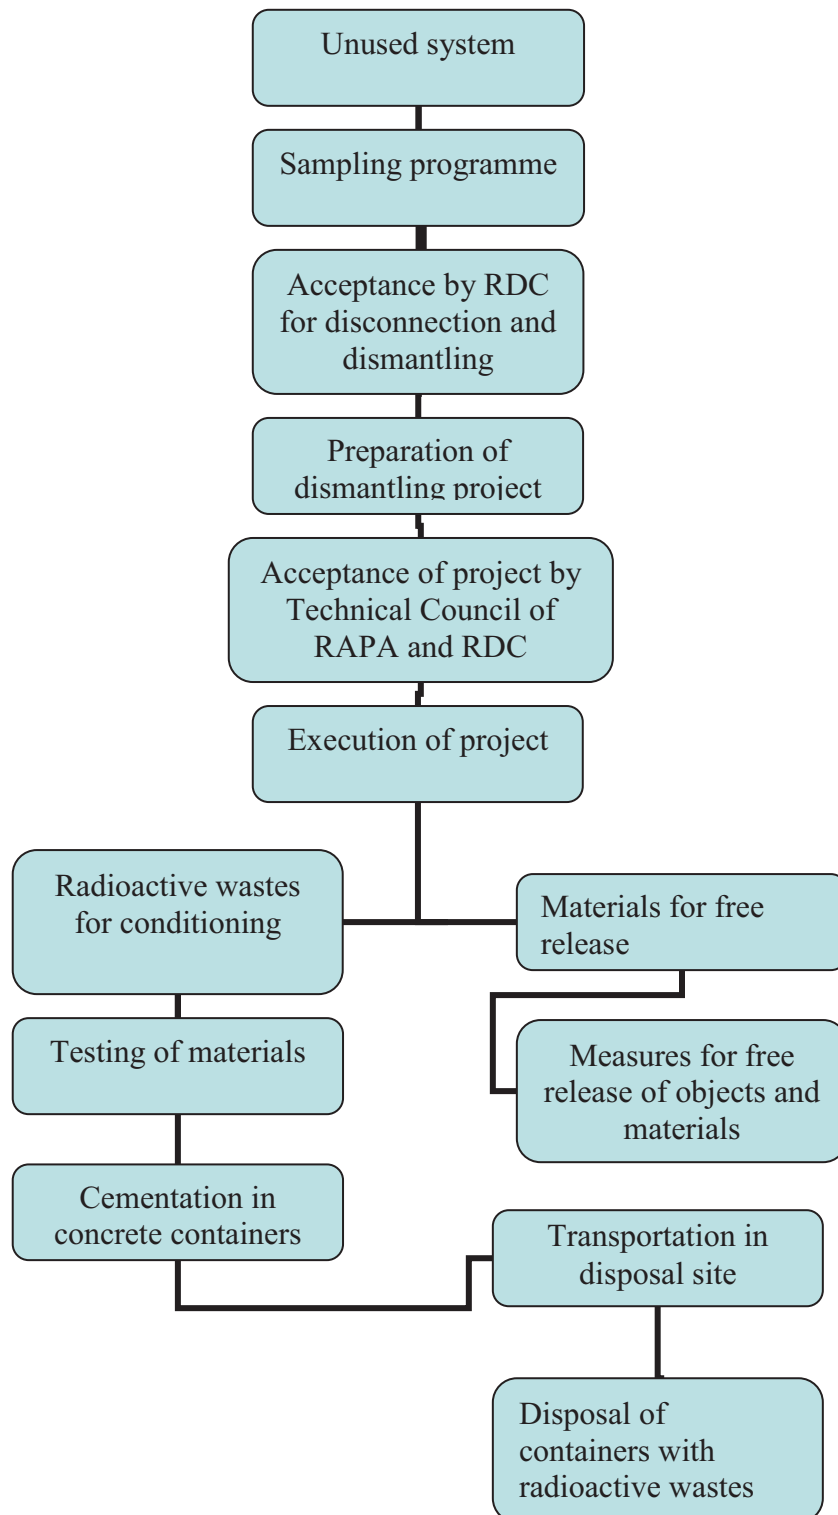 Unused system
Sampling programme
Acceptance by RDC
for disconnection and
dismantling
Preparation of
dismantling project
Acceptance of project by
Technical Council of
RAPA and RDC
Execution of project
Radioactive wastes
for conditioning
Materials for free
release
Testing of materials
Measures for free
release of objects and
materials
Cementation in
concrete containers
Transportation in
disposal site
Disposal of
containers with
radioactive wastes